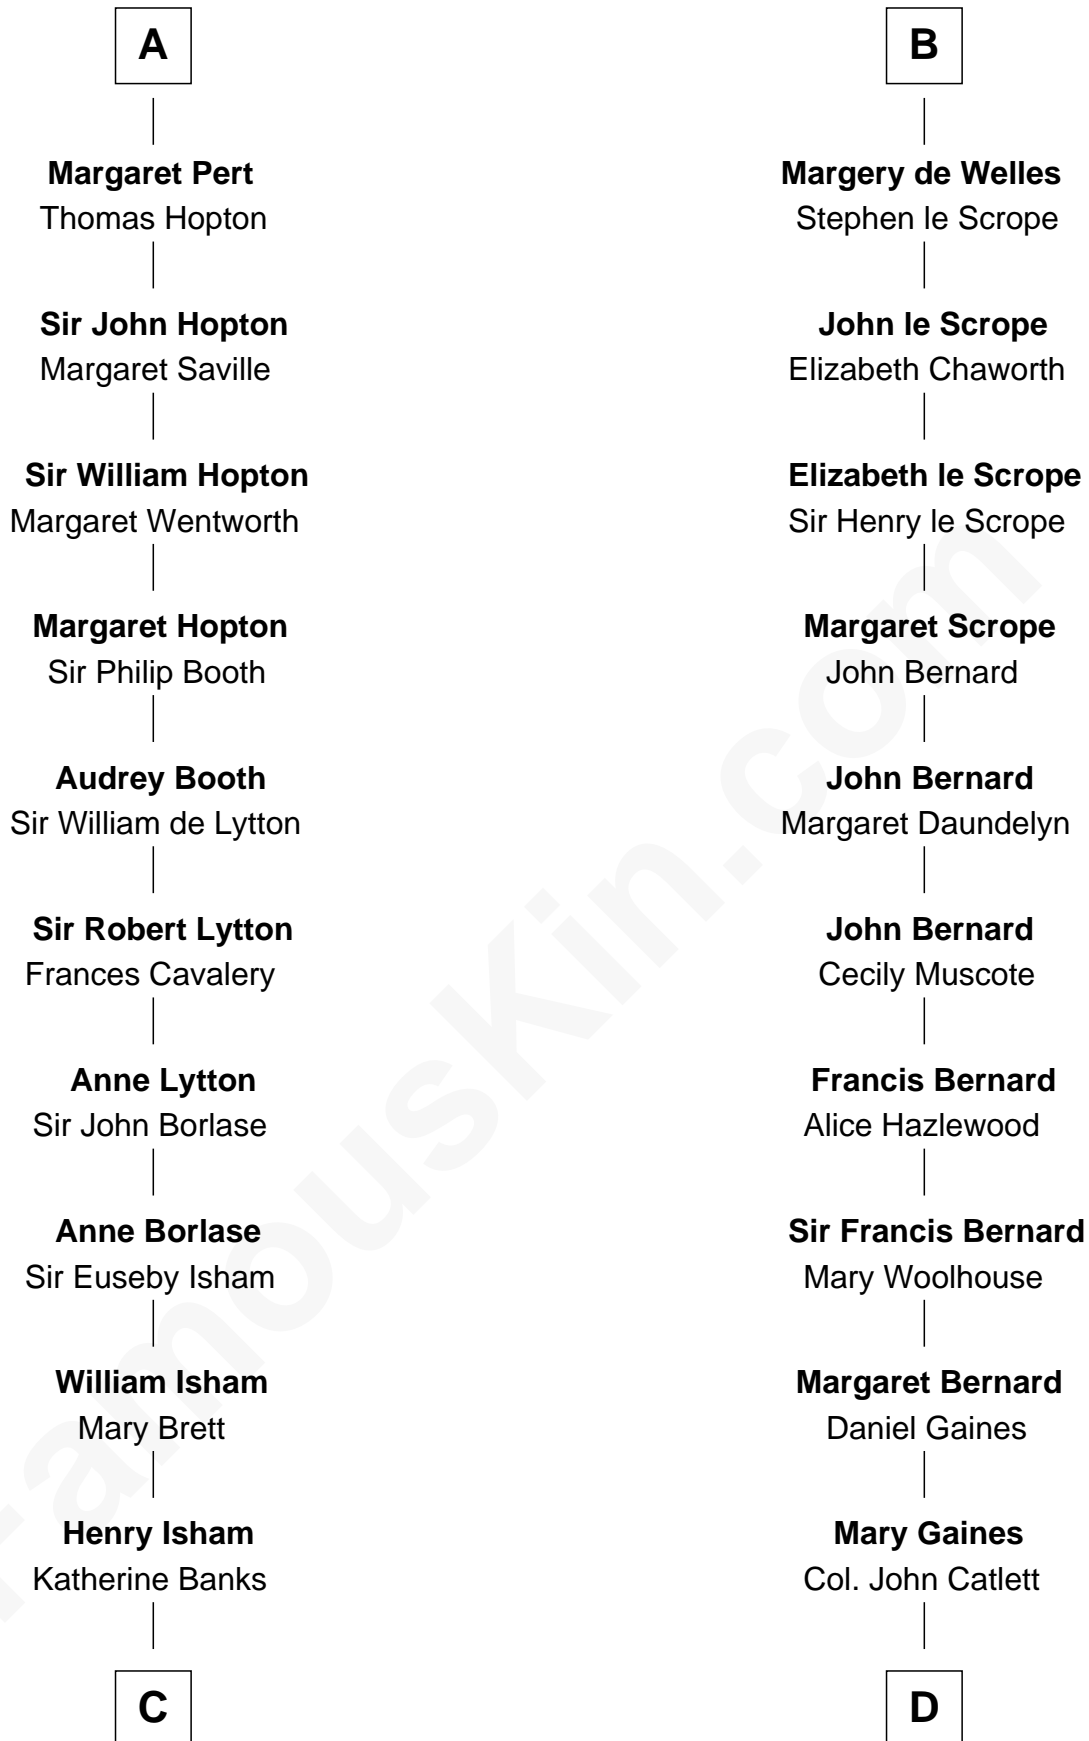 A
Margaret Pert
Thomas Hopton
Sir John Hopton
Margaret Saville
Sir William Hopton
Margaret Wentworth
Margaret Hopton
Sir Philip Booth
Audrey Booth
Sir William de Lytton
Sir Robert Lytton
Frances Cavalery
Anne Lytton
Sir John Borlase
Anne Borlase
Sir Euseby Isham
William Isham
Mary Brett
Henry Isham
Katherine Banks
C
B
Margery de Welles
Stephen le Scrope
John le Scrope
Elizabeth Chaworth
Elizabeth le Scrope
Sir Henry le Scrope
Margaret Scrope
John Bernard
John Bernard
Margaret Daundelyn
John Bernard
Cecily Muscote
Francis Bernard
Alice Hazlewood
Sir Francis Bernard
Mary Woolhouse
Margaret Bernard
Daniel Gaines
Mary Gaines
Col. John Catlett
D
FamousKin.com